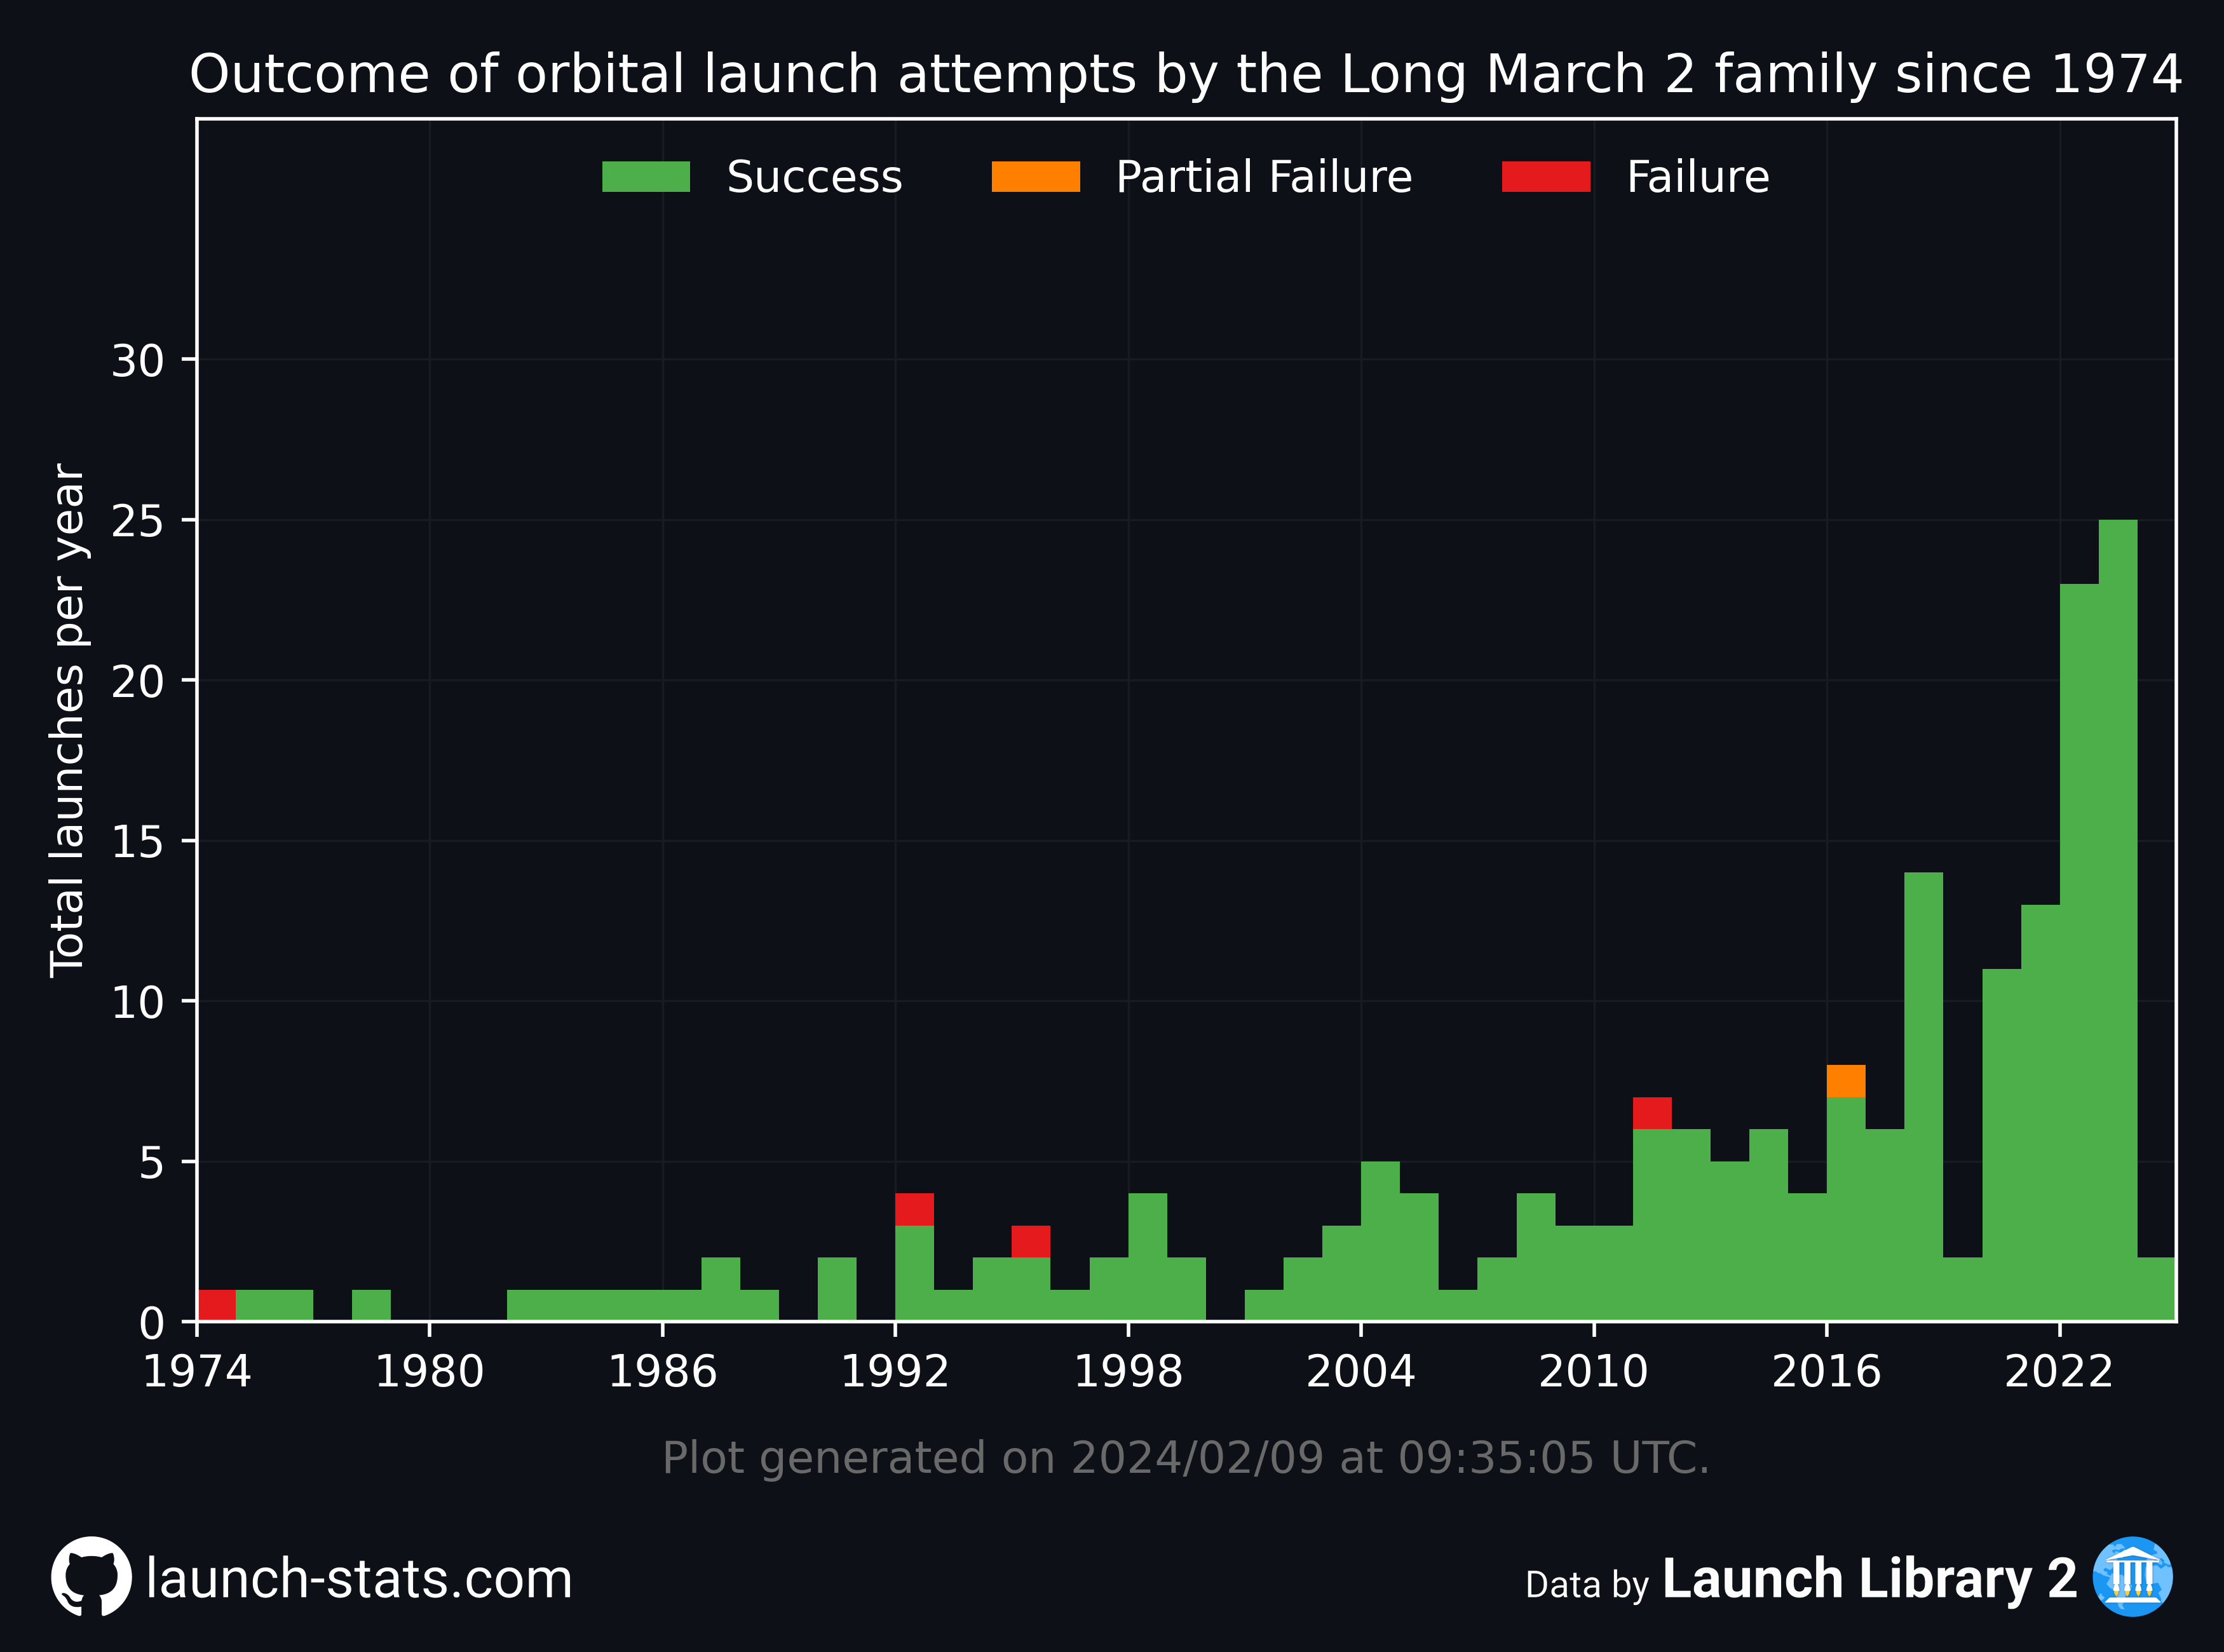 Outcome of orbital launch attempts by the Long March 2 family since 1974
Success
Partial Failure
Failure
Total launches per year
30
25
20
15
10
5
0
1974
1980
1986
1992
1998
2004
2010
2016
2022
Plot generated on 2024/02/09 at 09:35:05 UTC.
launch-stats.com
Data by Launch Library 2